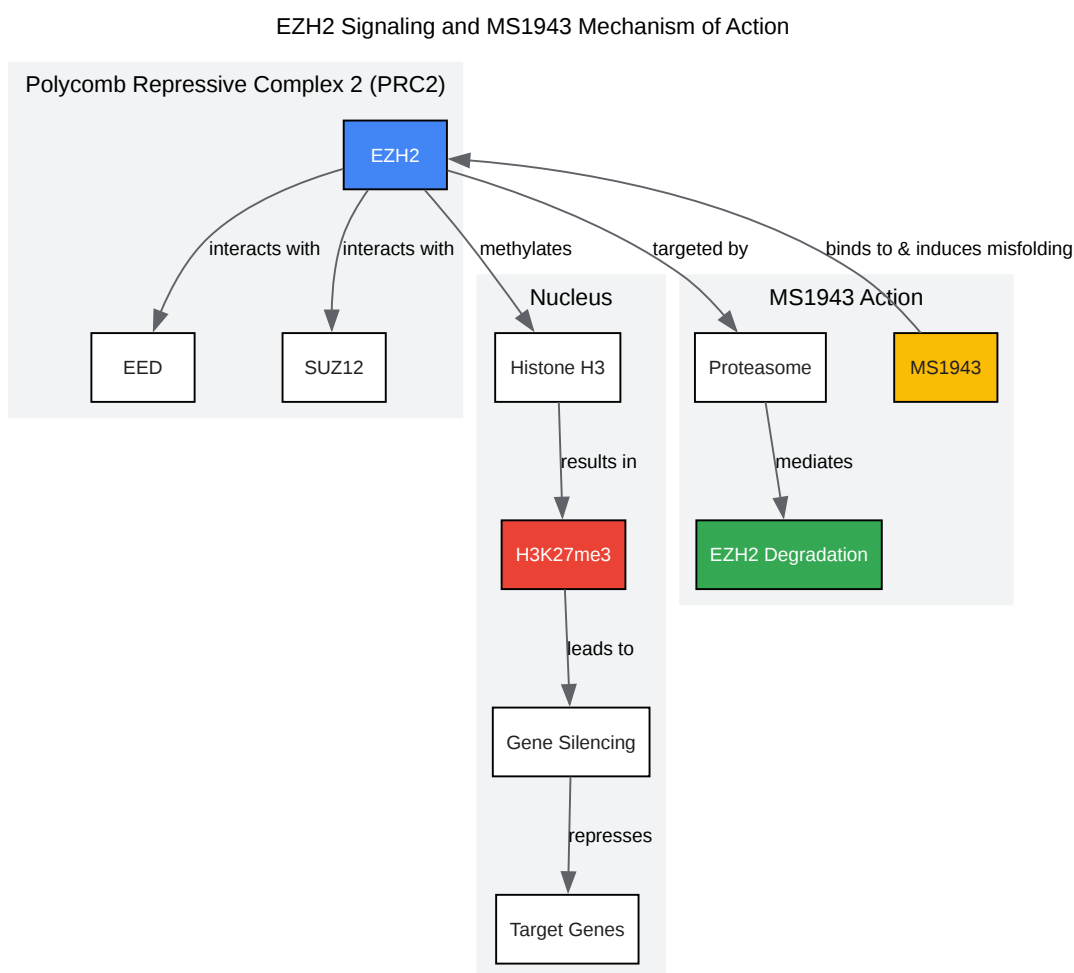 EZH2 Signaling and MS1943 Mechanism of Action
Polycomb Repressive Complex 2 (PRC2)
EZH2
interacts with
interacts with
methylates
targeted by
binds to & induces misfolding
Nucleus
MS1943 Action
EED
SUZ12
Histone H3
Proteasome
MS1943
results in
mediates
H3K27me3
EZH2 Degradation
leads to
Gene Silencing
represses
Target Genes